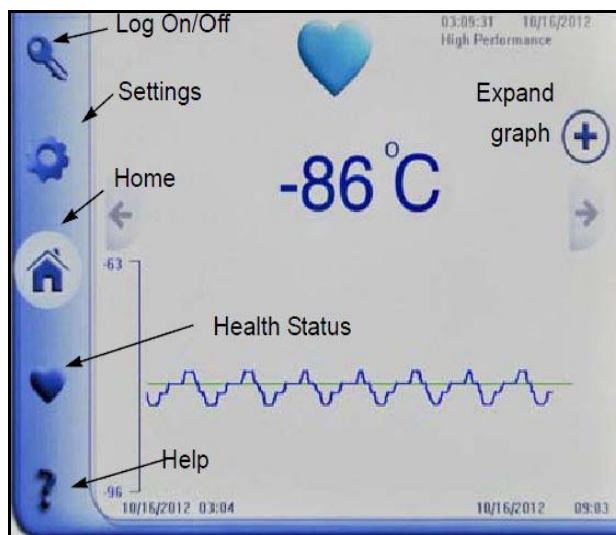 Log On/Off
03:09:31 10/16/2012
High Performance
Settings
Expand
graph
-86°C
Home
-63
Health Status
Help
-96
10/16/2012 03:04
10/16/2012 09:03